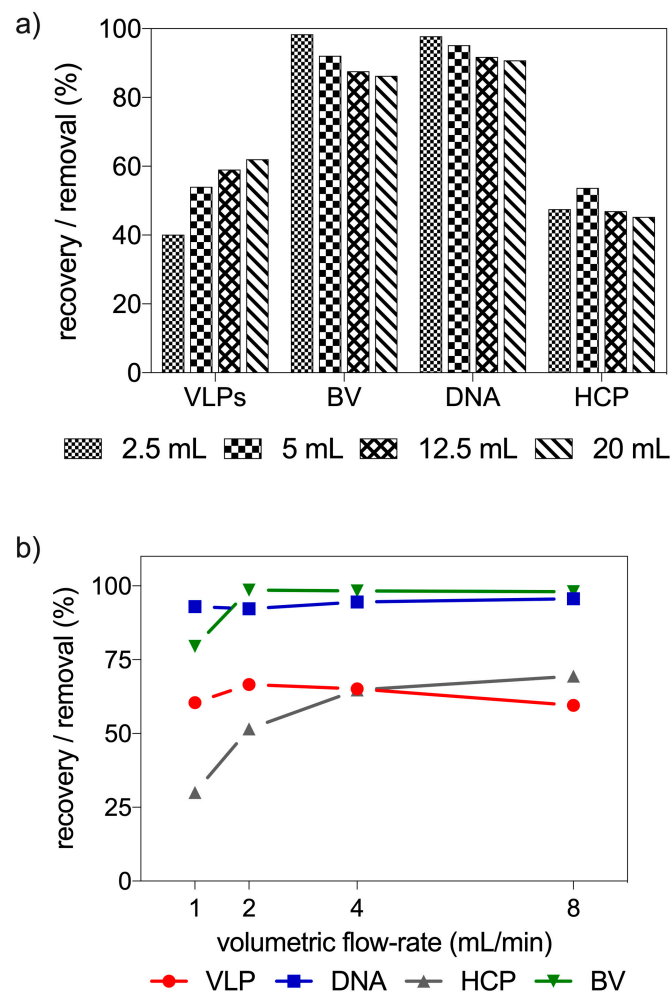 a)
recovery / removal (%)
100
80
60
40
20
0
VLPs BV DNA HCP
2.5 mL 5 mL 12.5 mL 20 mL
b)
recovery / removal (%)
100
75
50
25
0
1 2 4 8
volumetric flow-rate (mL/min)
VLP DNA HCP BV